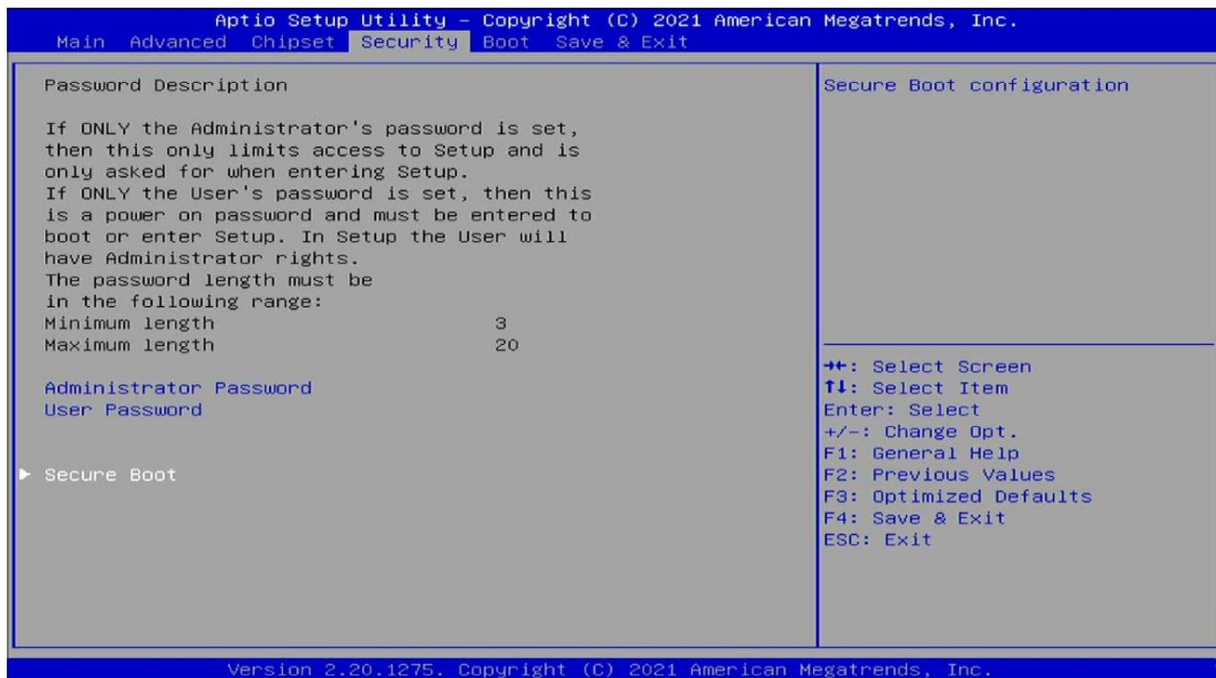 Aptio Setup Utility – Copyright (C) 2021 American Megatrends, Inc.
Main Advanced Chipset Security Boot Save & Exit
Password Description
If ONLY the Administrator's password is set,
then this only limits access to Setup and is
only asked for when entering Setup.
If ONLY the User's password is set, then this
is a power on password and must be entered to
boot or enter Setup. In Setup the User will
have Administrator rights.
The password length must be
in the following range:
Minimum length 3
Maximum length 20
Administrator Password
User Password
► Secure Boot
Secure Boot configuration
→←: Select Screen
↑↓: Select Item
Enter: Select
+/-: Change Opt.
F1: General Help
F2: Previous Values
F3: Optimized Defaults
F4: Save & Exit
ESC: Exit
Version 2.20.1275. Copyright (C) 2021 American Megatrends, Inc.